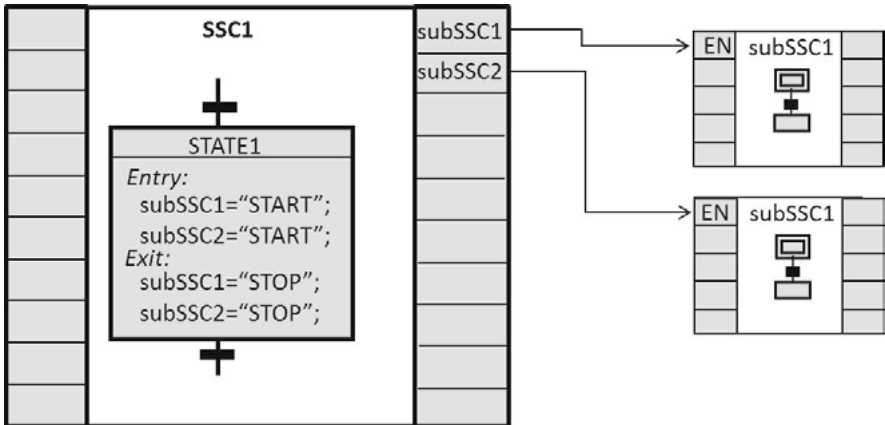 SSC1
subSSC1
subSSC2
STATE1
Entry:
subSSC1=“START”;
subSSC2=“START”;
Exit:
subSSC1=“STOP”;
subSSC2=“STOP”;
EN subSSC1
EN subSSC1